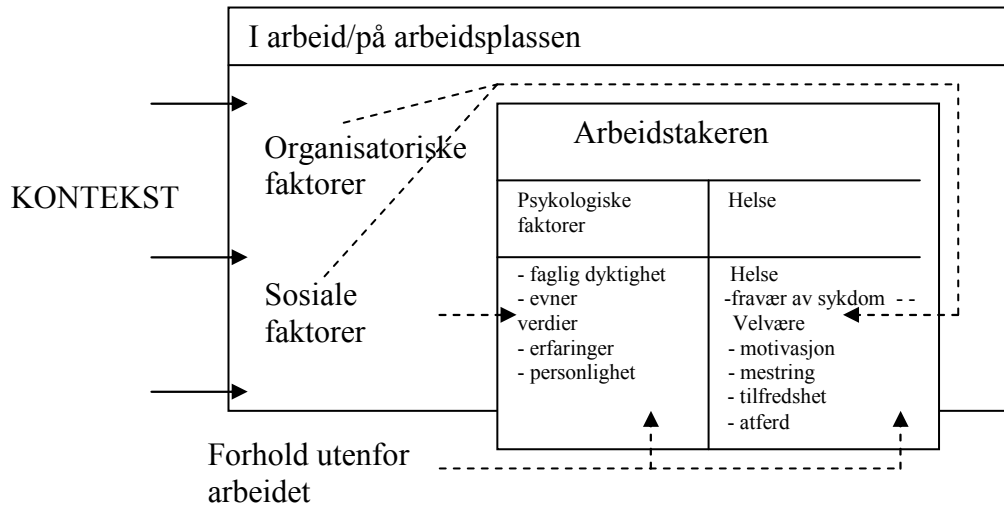 I arbeid/på arbeidsplassen
KONTEKST
Organisatoriske
faktorer
Sosiale
faktorer
Arbeidstakeren
Psykologiske
faktorer
- faglig dyktighet
- evner
verdier
- erfaringer
- personlighet
Helse
Helse
-fravær av sykdom - -
Velvære
- motivasjon
- mestring
- tilfredshet
- atferd
Forhold utenfor
arbeidet